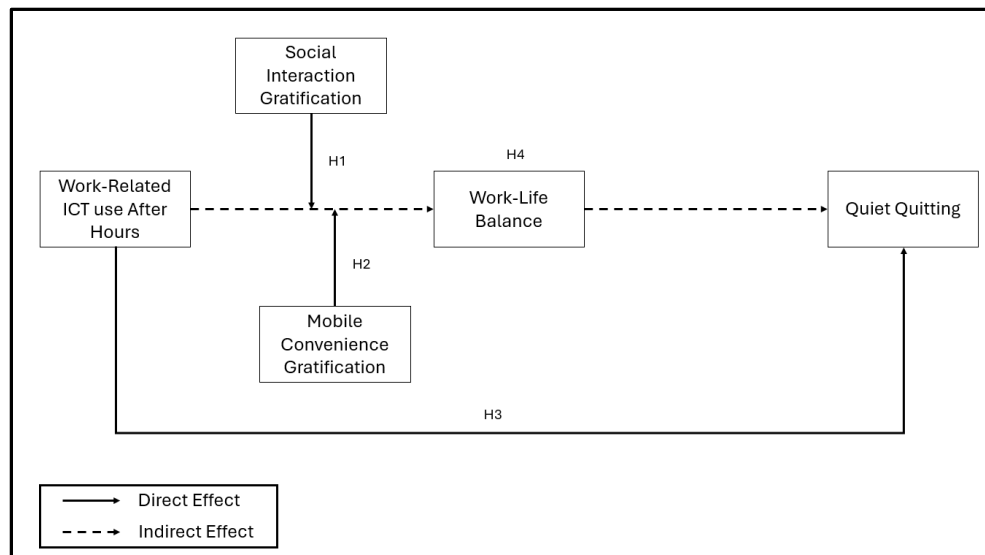 Social
Interaction
Gratification
H1
H4
Work-Related
ICT use After
Hours
Work-Life
Balance
Quiet Quitting
H2
Mobile
Convenience
Gratification
H3
Direct Effect
Indirect Effect